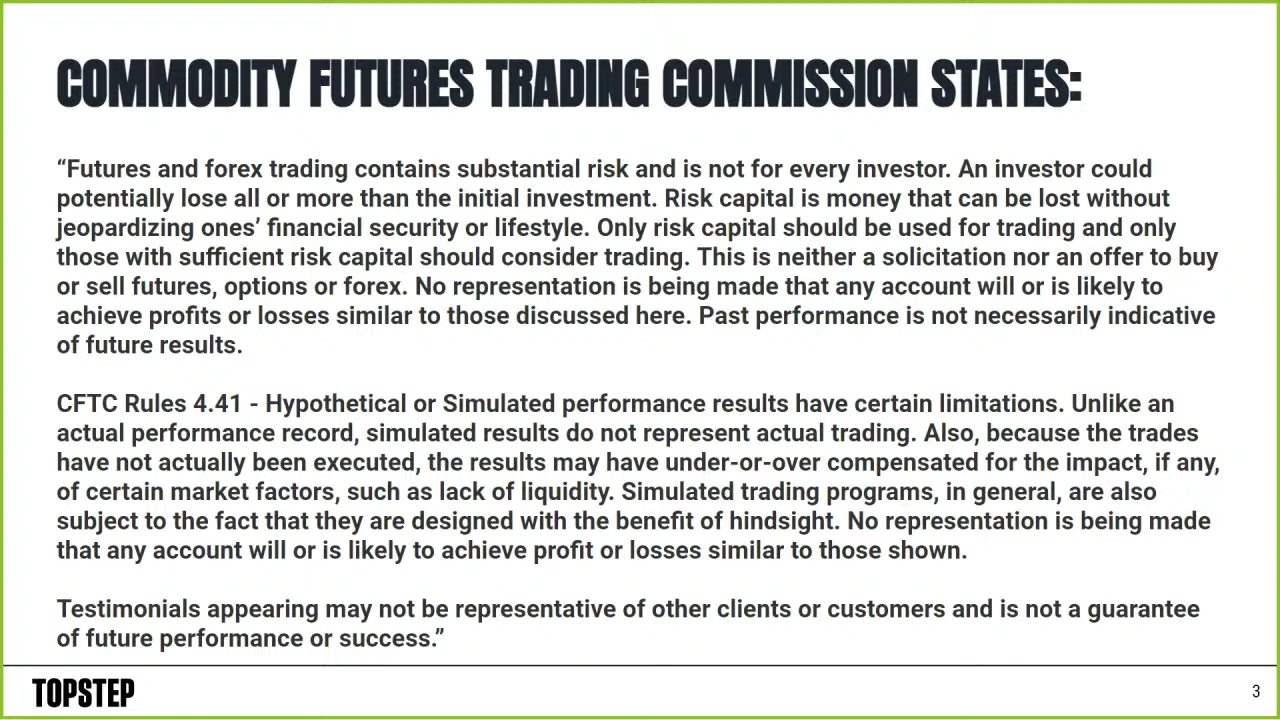 COMMODITY FUTURES TRADING COMMISSION STATES:
“Futures and forex trading contains substantial risk and is not for every investor. An investor could
potentially lose all or more than the initial investment. Risk capital is money that can be lost without
jeopardizing ones’ financial security or lifestyle. Only risk capital should be used for trading and only
those with sufficient risk capital should consider trading. This is neither a solicitation nor an offer to buy
or sell futures, options or forex. No representation is being made that any account will or is likely to
achieve profits or losses similar to those discussed here. Past performance is not necessarily indicative
of future results.
CFTC Rules 4.41 - Hypothetical or Simulated performance results have certain limitations. Unlike an
actual performance record, simulated results do not represent actual trading. Also, because the trades
have not actually been executed, the results may have under-or-over compensated for the impact, if any,
of certain market factors, such as lack of liquidity. Simulated trading programs, in general, are also
subject to the fact that they are designed with the benefit of hindsight. No representation is being made
that any account will or is likely to achieve profit or losses similar to those shown.
Testimonials appearing may not be representative of other clients or customers and is not a guarantee
of future performance or success.”
TOPSTEP
3